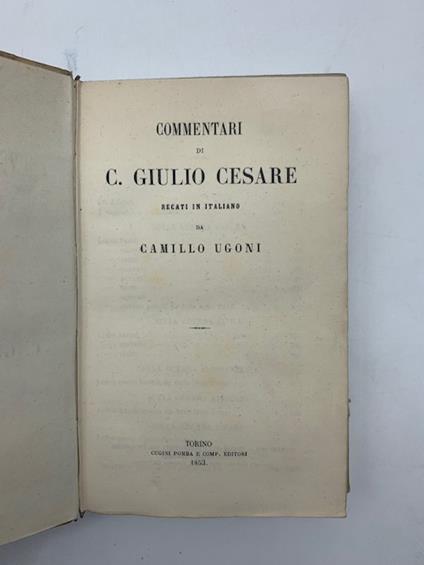 COMMENTARI
DI
C. GIULIO CESARE
RECATI IN ITALIANO
DA
CAMILLO UGONI
TORINO
CUGINI POMBA E COMP. EDITORI
1853.